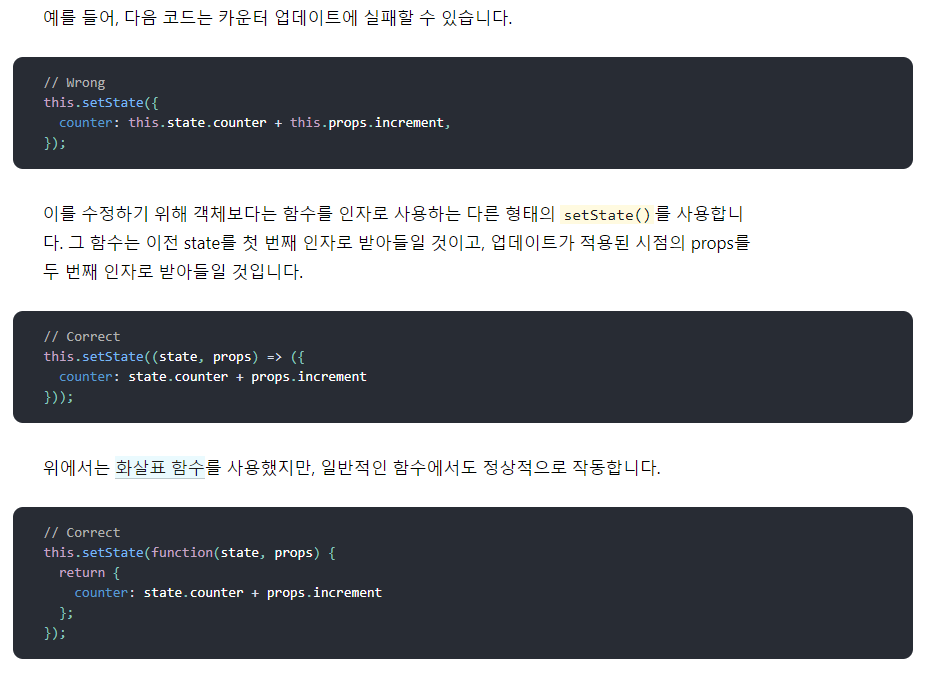 예를 들어, 다음 코드는 카운터 업데이트에 실패할 수 있습니다.
// Wrong
this.setState({
  counter: this.state.counter + this.props.increment,
});
이를 수정하기 위해 객체보다는 함수를 인자로 사용하는 다른 형태의 setState()를 사용합니
다. 그 함수는 이전 state를 첫 번째 인자로 받아들일 것이고, 업데이트가 적용된 시점의 props를
두 번째 인자로 받아들일 것입니다.
// Correct
this.setState((state, props) => ({
  counter: state.counter + props.increment
}));
위에서는 화살표 함수를 사용했지만, 일반적인 함수에서도 정상적으로 작동합니다.
// Correct
this.setState(function(state, props) {
  return {
    counter: state.counter + props.increment
  };
});